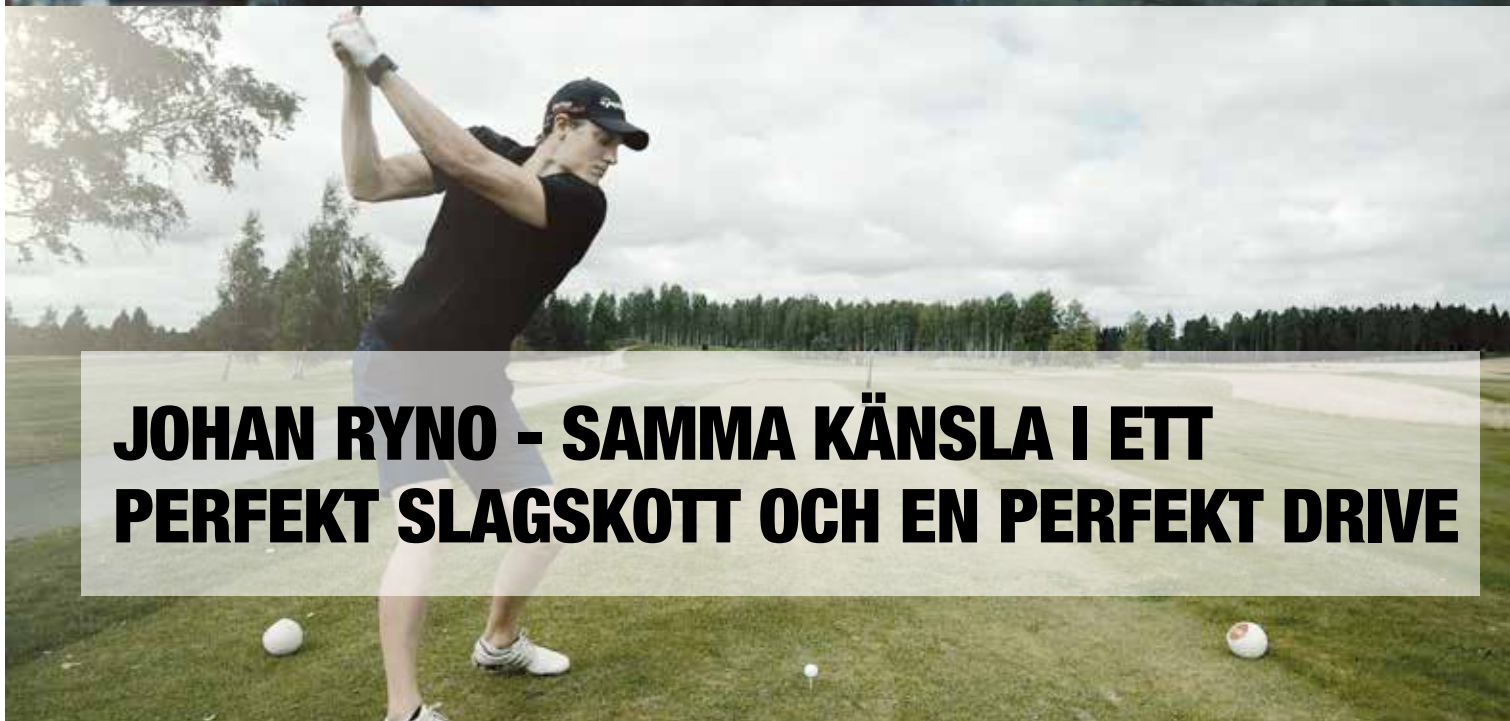 JOHAN RYNO - SAMMA KÄNSLA I ETT
PERFEKT SLAGSKOTT OCH EN PERFEKT DRIVE